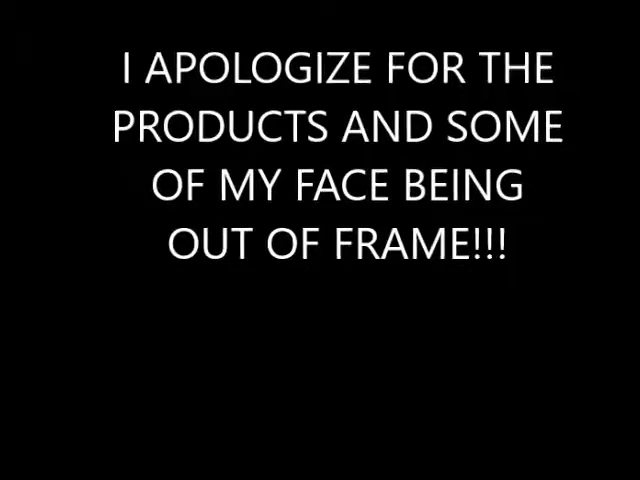 I APOLOGIZE FOR THE
PRODUCTS AND SOME
OF MY FACE BEING
OUT OF FRAME!!!